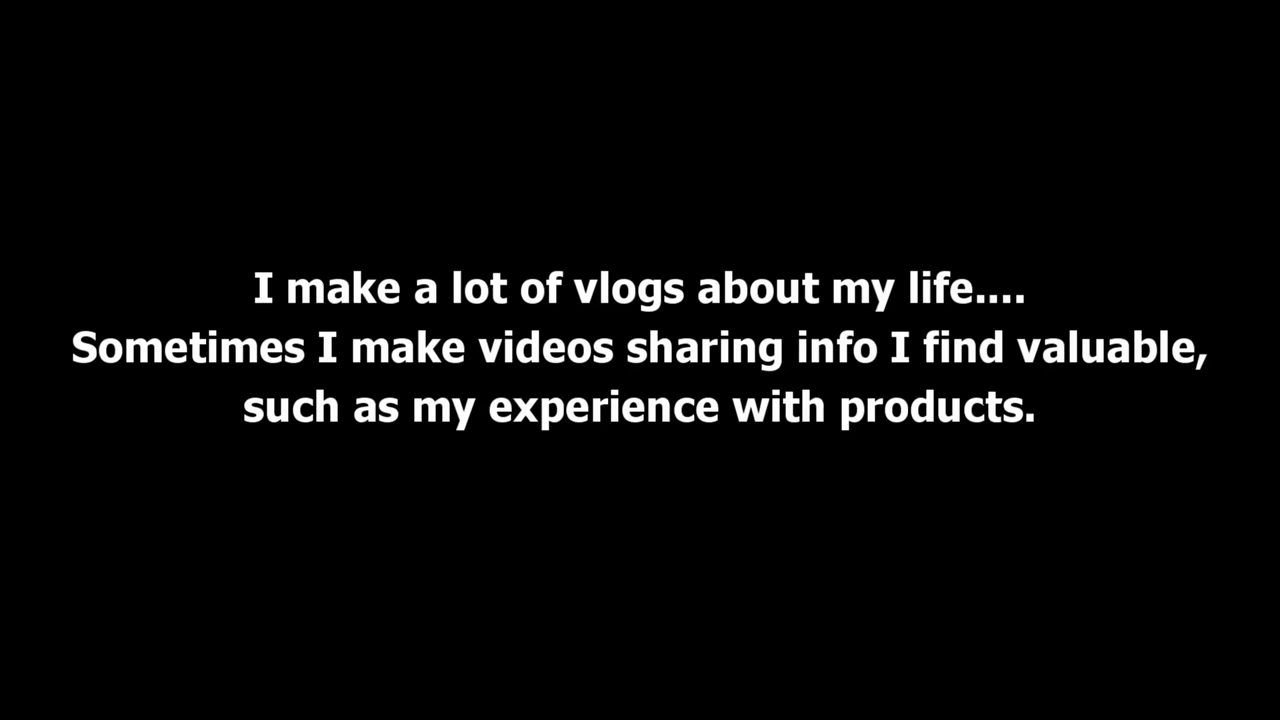 I make a lot of vlogs about my life....
Sometimes I make videos sharing info I find valuable,
such as my experience with products.